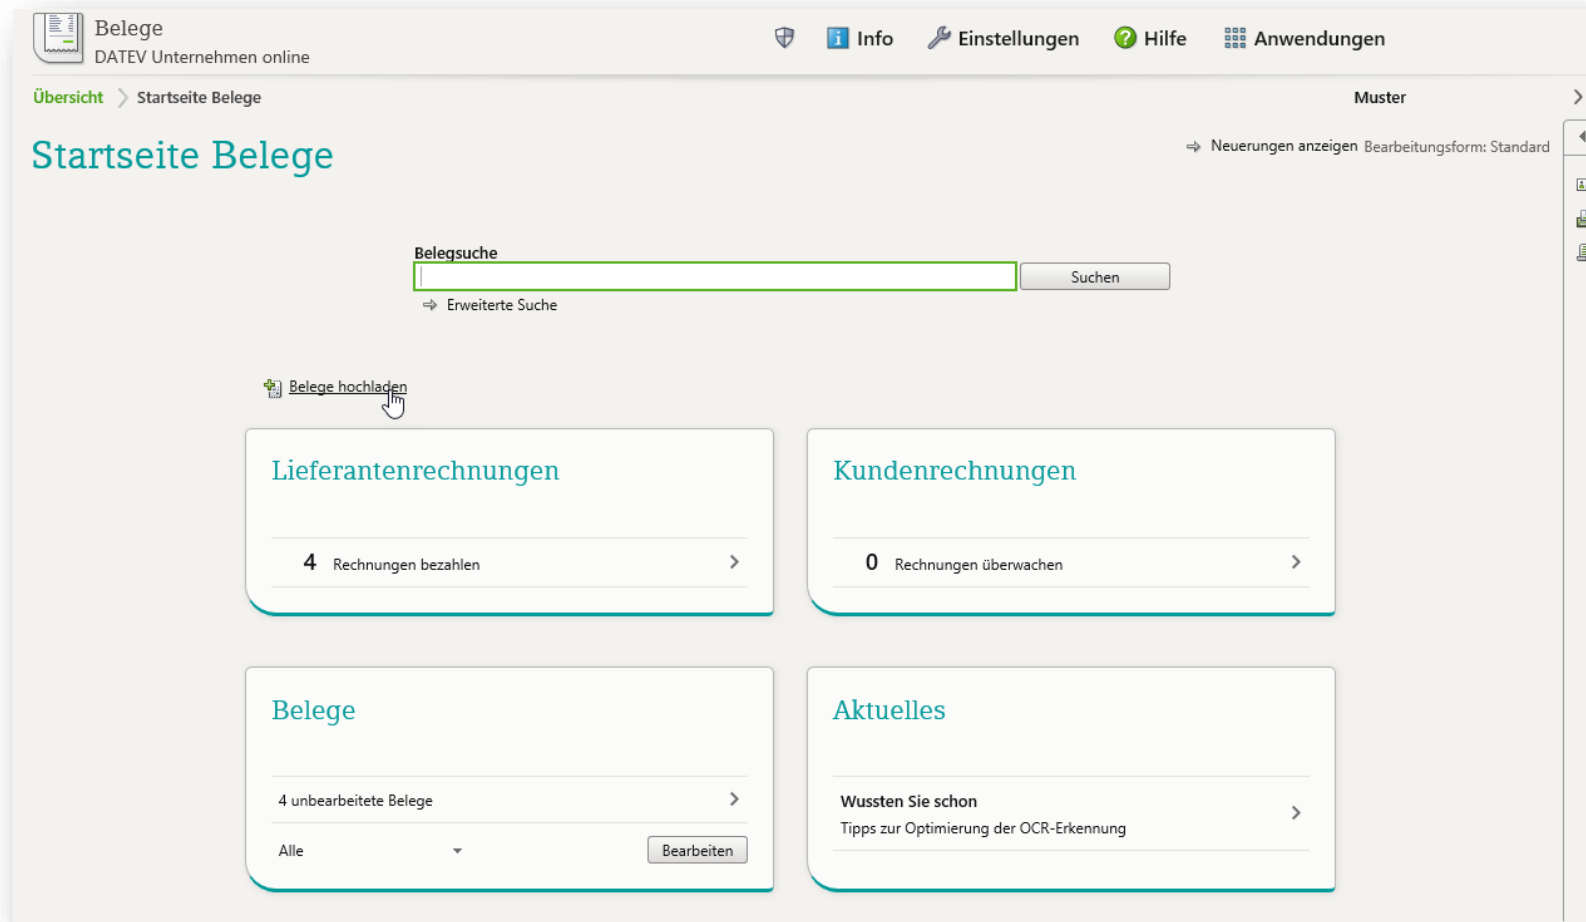 Belege
DATEV Unternehmen online
Info Einstellungen Hilfe Anwendungen
Übersicht Startseite Belege
Muster
Startseite Belege
Neuerungen anzeigen Bearbeitungsform: Standard
Belegsuche
Suchen
Erweiterte Suche
Belege hochladen
Lieferantenrechnungen
4 Rechnungen bezahlen
Kundenrechnungen
0 Rechnungen überwachen
Belege
4 unbearbeitete Belege
Alle
Bearbeiten
Aktuelles
Wussten Sie schon
Tipps zur Optimierung der OCR-Erkennung